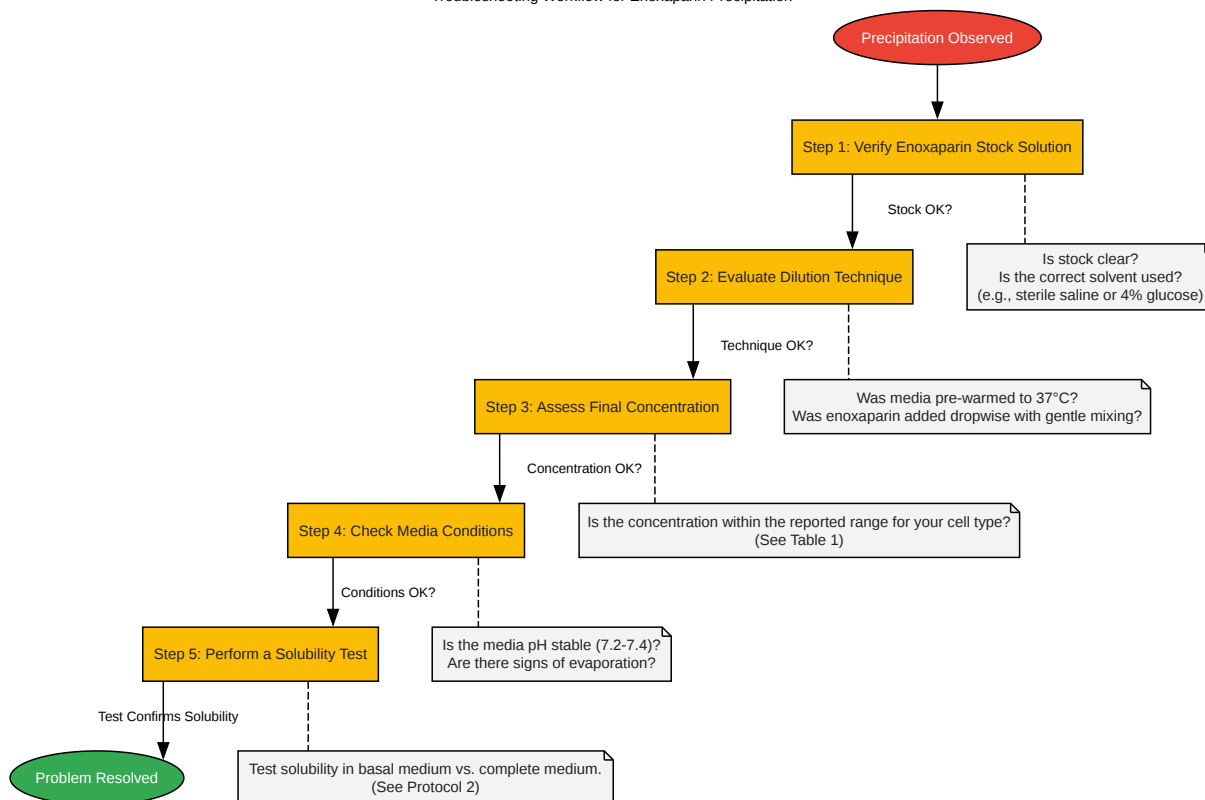 Troubleshooting Workflow for Enoxaparin Precipitation
Precipitation Observed
Step 1: Verify Enoxaparin Stock Solution
Stock OK?
Is stock clear?
Is the correct solvent used?
(e.g., sterile saline or 4% glucose)
Step 2: Evaluate Dilution Technique
Technique OK?
Was media pre-warmed to 37°C?
Was enoxaparin added dropwise with gentle mixing?
Step 3: Assess Final Concentration
Concentration OK?
Is the concentration within the reported range for your cell type?
(See Table 1)
Step 4: Check Media Conditions
Conditions OK?
Is the media pH stable (7.2-7.4)?
Are there signs of evaporation?
Step 5: Perform a Solubility Test
Test Confirms Solubility
Test solubility in basal medium vs. complete medium.
(See Protocol 2)
Problem Resolved